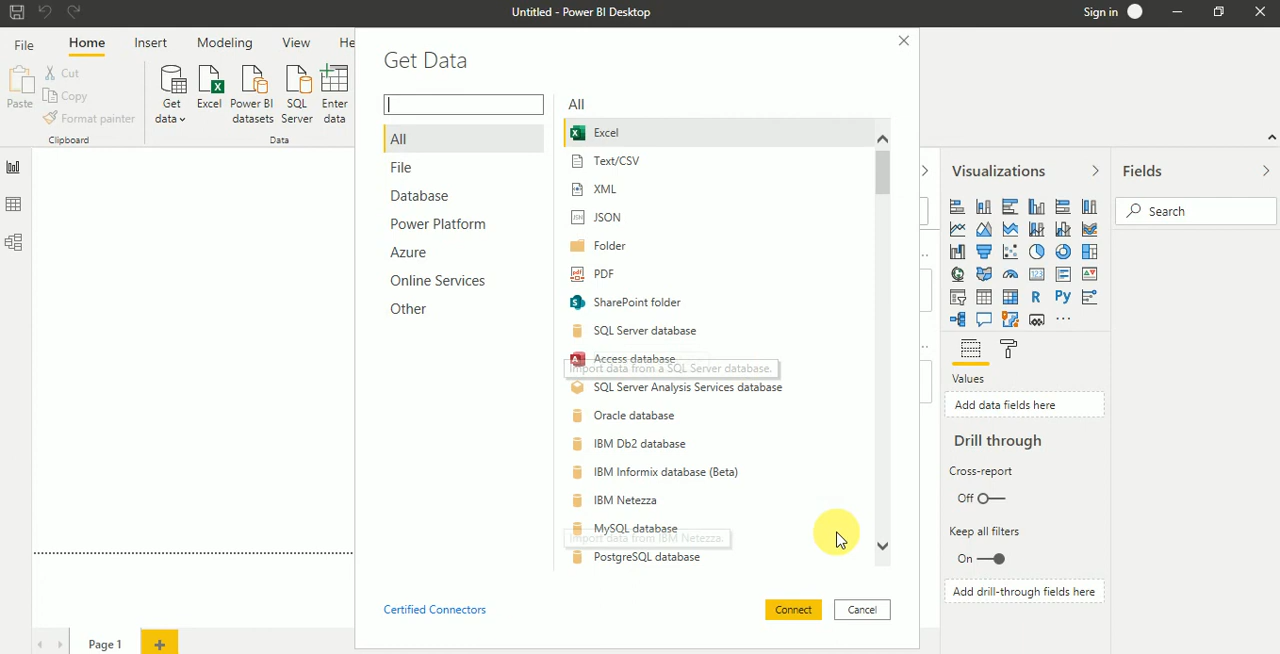 Untitled - Power BI Desktop
Sign in
File
Home
Insert
Modeling
View
He
Paste
Cut
Copy
Format painter
Clipboard
Get data
Excel
Power BI datasets
SQL Server
Enter data
Data
Get Data
All
File
Database
Power Platform
Azure
Online Services
Other
All
Excel
Text/CSV
XML
JSON
Folder
PDF
SharePoint folder
SQL Server database
Access database
Import data from a SQL Server database.
SQL Server Analysis Services database
Oracle database
IBM Db2 database
IBM Informix database (Beta)
IBM Netezza
MySQL database
Import data from IBM Netezza.
PostgreSQL database
Certified Connectors
Connect
Cancel
Visualizations
R
Py
Values
Add data fields here
Drill through
Cross-report
Off
Keep all filters
On
Add drill-through fields here
Fields
Search
Page 1